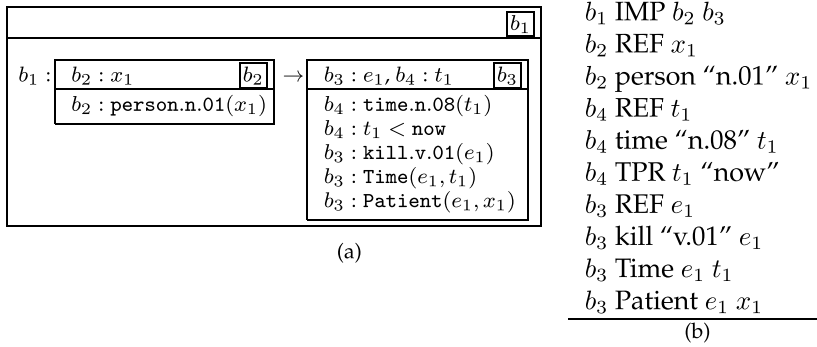 b₁
b₁ : b₂ : x₁ b₂ → b₃ : e₁, b₄ : t₁ b₃
b₂ : person.n.01(x₁) b₄ : time.n.08(t₁)
b₄ : t₁ < now
b₃ : kill.v.01(e₁)
b₃ : Time(e₁, t₁)
b₃ : Patient(e₁, x₁)
(a)
b₁ IMP b₂ b₃
b₂ REF x₁
b₂ person “n.01” x₁
b₄ REF t₁
b₄ time “n.08” t₁
b₄ TPR t₁ “now”
b₃ REF e₁
b₃ kill “v.01” e₁
b₃ Time e₁ t₁
b₃ Patient e₁ x₁
(b)